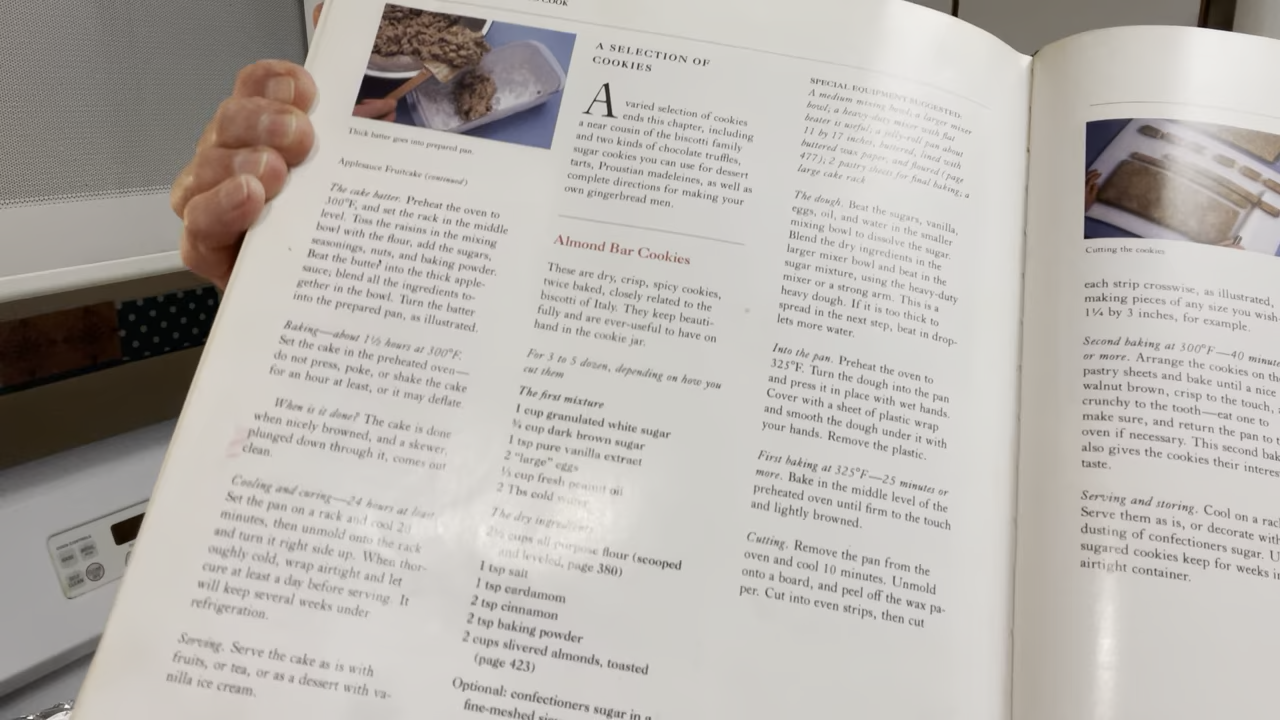 COOK
Thick batter goes into prepared pan.
Applesauce Fruitcake (continued)
The cake batter. Preheat the oven to
300°F, and set the rack in the middle
level. Toss the raisins in the mixing
bowl with the flour, add the sugars,
seasonings, nuts, and baking powder.
Beat the butter into the thick apple-
sauce; blend all the ingredients to-
gether in the bowl. Turn the batter
into the prepared pan, as illustrated.
Baking—about 1½ hours at 300°F.
Set the cake in the preheated oven—
do not press, poke, or shake the cake
for an hour at least, or it may deflate.
When is it done? The cake is done
when nicely browned, and a skewer,
plunged down through it, comes out
clean.
Cooling and curing—24 hours at least.
Set the pan on a rack and cool 20
minutes, then unmold onto the rack
and turn it right side up. When thor-
oughly cold, wrap airtight and let
cure at least a day before serving. It
will keep several weeks under
refrigeration.
Serving. Serve the cake as is with
fruits, or tea, or as a dessert with va-
nilla ice cream.
A SELECTION OF
COOKIES
A varied selection of cookies
ends this chapter, including
a near cousin of the biscotti family
and two kinds of chocolate truffles,
sugar cookies you can use for dessert
tarts, Proustian madeleines, as well as
complete directions for making your
own gingerbread men.
Almond Bar Cookies
These are dry, crisp, spicy cookies,
twice baked, closely related to the
biscotti of Italy. They keep beauti-
fully and are ever-useful to have on
hand in the cookie jar.
For 3 to 5 dozen, depending on how you
cut them
The first mixture
1 cup granulated white sugar
cup dark brown sugar
1 tsp pure vanilla extract
2 "large" eggs
⅓ cup fresh peanut oil
2 Tbs cold water
The dry ingredients
cups all-purpose flour (scooped
and leveled, page 380)
1 tsp salt
1 tsp cardamom
2 tsp cinnamon
2 tsp baking powder
2 cups slivered almonds, toasted
(page 423)
Optional: confectioners sugar in a
fine-meshed
SPECIAL EQUIPMENT SUGGESTED:
A medium mixing bowl; a larger mixer
bowl; a heavy-duty mixer with flat
beater is useful; a jelly-roll pan about
11 by 17 inches, buttered, lined with
buttered wax paper, and floured (page
477); 2 pastry sheets for final baking; a
large cake rack
The dough. Beat the sugars, vanilla,
eggs, oil, and water in the smaller
mixing bowl to dissolve the sugar.
Blend the dry ingredients in the
larger mixer bowl and beat in the
sugar mixture, using the heavy-duty
mixer or a strong arm. This is a
heavy dough. If it is too thick to
spread in the next step, beat in drop-
lets more water.
Into the pan. Preheat the oven to
325°F. Turn the dough into the pan
and press it in place with wet hands.
Cover with a sheet of plastic wrap
and smooth the dough under it with
your hands. Remove the plastic.
First baking at 325°F—25 minutes or
more. Bake in the middle level of the
preheated oven until firm to the touch
and lightly browned.
Cutting. Remove the pan from the
oven and cool 10 minutes. Unmold
onto a board, and peel off the wax pa-
per. Cut into even strips, then cut
Cutting the cookies
each strip crosswise, as illustrated,
making pieces of any size you wish
1¼ by 3 inches, for example.
Second baking at 300°F—40 minut
or more. Arrange the cookies on th
pastry sheets and bake until a nice
walnut brown, crisp to the touch,
crunchy to the tooth—eat one to
make sure, and return the pan to
oven if necessary. This second bak
also gives the cookies their interes
taste.
Serving and storing. Cool on a rac
Serve them as is, or decorate with
dusting of confectioners sugar. U
sugared cookies keep for weeks in
airtight container.